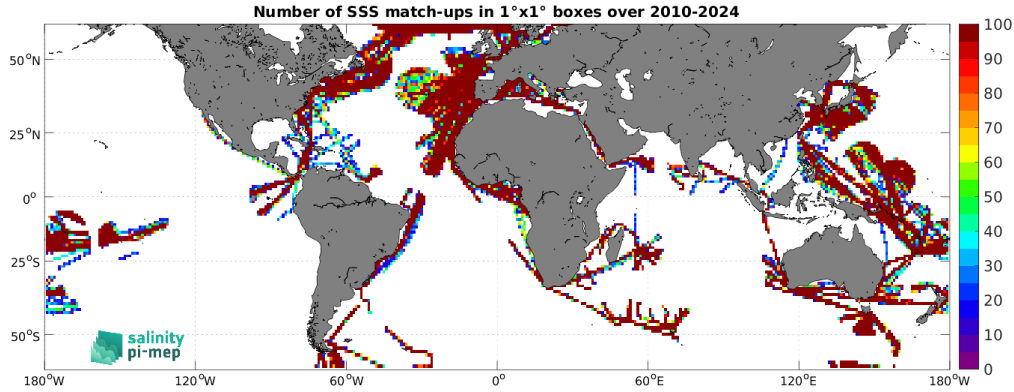 Number of SSS match-ups in 1°x1° boxes over 2010-2024
50°N
25°N
0°
25°S
50°S
180°W
120°W
60°W
0°
60°E
120°E
180°W
100
90
80
70
60
50
40
30
20
10
0
salinity
pi-mep